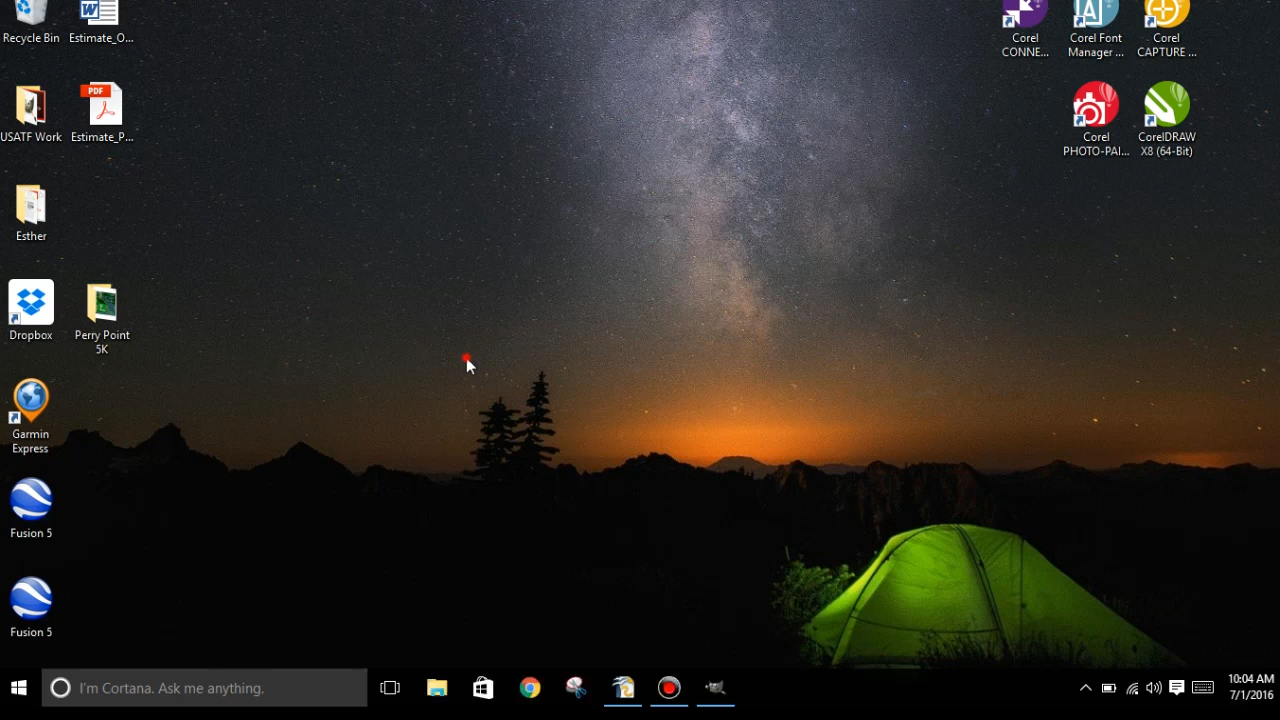 Recycle Bin
Estimate_O...
USATF Work
PDF
Estimate_P...
Esther
Dropbox
Perry Point
5K
Garmin
Express
Fusion 5
Fusion 5
Corel
CONNE...
Corel Font
Manager ...
Corel
CAPTURE ...
Corel
PHOTO-PAI...
CorelDRAW
X8 (64-Bit)
I'm Cortana. Ask me anything.
10:04 AM
7/1/2016